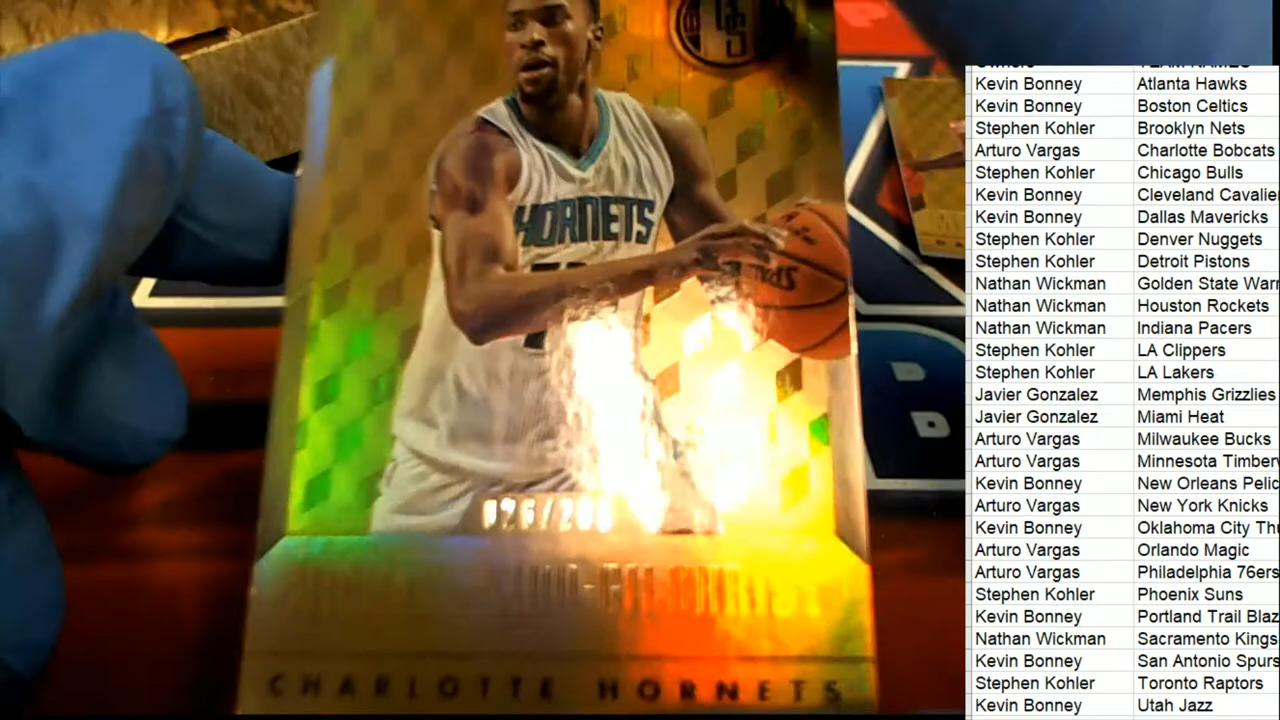 HORNETS
SPALDING
026/200
CHARLOTTE HORNETS
Kevin Bonney Atlanta Hawks
Kevin Bonney Boston Celtics
Stephen Kohler Brooklyn Nets
Arturo Vargas Charlotte Bobcats
Stephen Kohler Chicago Bulls
Kevin Bonney Cleveland Cavalie
Kevin Bonney Dallas Mavericks
Stephen Kohler Denver Nuggets
Stephen Kohler Detroit Pistons
Nathan Wickman Golden State Warr
Nathan Wickman Houston Rockets
Nathan Wickman Indiana Pacers
Stephen Kohler LA Clippers
Stephen Kohler LA Lakers
Javier Gonzalez Memphis Grizzlies
Javier Gonzalez Miami Heat
Arturo Vargas Milwaukee Bucks
Arturo Vargas Minnesota Timberv
Kevin Bonney New Orleans Pelic
Arturo Vargas New York Knicks
Kevin Bonney Oklahoma City Th
Arturo Vargas Orlando Magic
Arturo Vargas Philadelphia 76ers
Stephen Kohler Phoenix Suns
Kevin Bonney Portland Trail Blaz
Nathan Wickman Sacramento Kings
Kevin Bonney San Antonio Spurs
Stephen Kohler Toronto Raptors
Kevin Bonney Utah Jazz